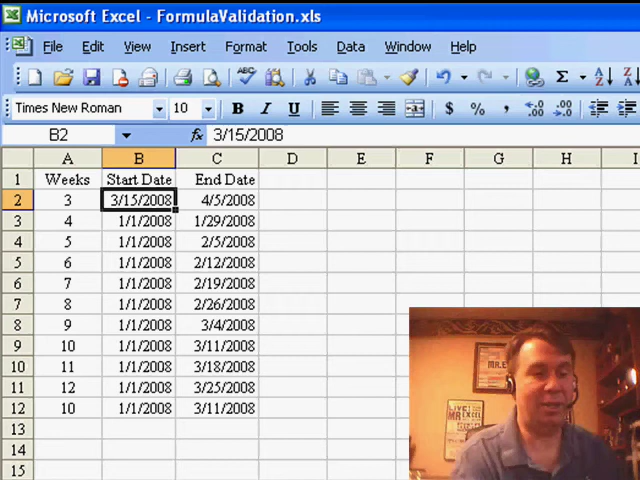 Microsoft Excel - FormulaValidation.xls
File Edit View Insert Format Tools Data Window Help
Times New Roman 10 B I U $ % ,
B2 fx 3/15/2008
A B C D E F G H I
1 Weeks Start Date End Date
2 3 3/15/2008 4/5/2008
3 4 1/1/2008 1/29/2008
4 5 1/1/2008 2/5/2008
5 6 1/1/2008 2/12/2008
6 7 1/1/2008 2/19/2008
7 8 1/1/2008 2/26/2008
8 9 1/1/2008 3/4/2008
9 10 1/1/2008 3/11/2008
10 11 1/1/2008 3/18/2008
11 12 1/1/2008 3/25/2008
12 10 1/1/2008 3/11/2008
13
14
15
LIVE!
MR EXCEL